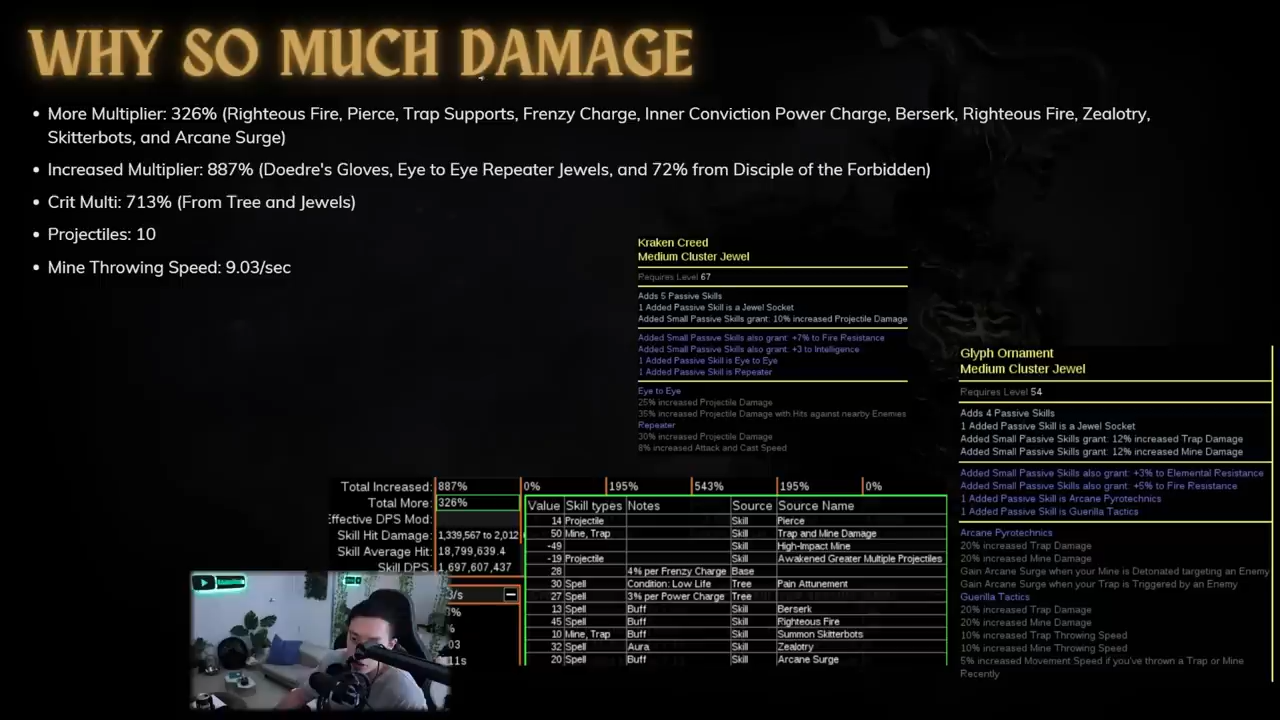 WHY SO MUCH DAMAGE
• More Multiplier: 326% (Righteous Fire, Pierce, Trap Supports, Frenzy Charge, Inner Conviction Power Charge, Berserk, Righteous Fire, Zealotry,
Skitterbots, and Arcane Surge)
• Increased Multiplier: 887% (Doedre's Gloves, Eye to Eye Repeater Jewels, and 72% from Disciple of the Forbidden)
• Crit Multi: 713% (From Tree and Jewels)
• Projectiles: 10
• Mine Throwing Speed: 9.03/sec
Kraken Creed
Medium Cluster Jewel
Requires Level 67
Adds 5 Passive Skills
1 Added Passive Skill is a Jewel Socket
Added Small Passive Skills grant: 10% increased Projectile Damage
Added Small Passive Skills also grant: +7% to Fire Resistance
Added Small Passive Skills also grant: +3 to Intelligence
1 Added Passive Skill is Eye to Eye
1 Added Passive Skill is Repeater
Eye to Eye
25% increased Projectile Damage
35% increased Projectile Damage with Hits against nearby Enemies
Repeater
30% increased Projectile Damage
8% increased Attack and Cast Speed
Glyph Ornament
Medium Cluster Jewel
Requires Level 54
Adds 4 Passive Skills
1 Added Passive Skill is a Jewel Socket
Added Small Passive Skills grant: 12% increased Trap Damage
Added Small Passive Skills grant: 12% increased Mine Damage
Added Small Passive Skills also grant: +3% to Elemental Resistance
Added Small Passive Skills also grant: +5% to Fire Resistance
1 Added Passive Skill is Arcane Pyrotechnics
1 Added Passive Skill is Guerilla Tactics
Arcane Pyrotechnics
20% increased Trap Damage
20% increased Mine Damage
Gain Arcane Surge when your Mine is Detonated targeting an Enemy
Gain Arcane Surge when your Trap is Triggered by an Enemy
Guerilla Tactics
20% increased Trap Damage
20% increased Mine Damage
10% increased Trap Throwing Speed
10% increased Mine Throwing Speed
5% increased Movement Speed if you've thrown a Trap or Mine
Recently
Total Increased: 887% 0% 195% 543% 195% 0%
Total More: 326%
Effective DPS Mod:
Skill Hit Damage: 1,339,567 to 2,012
Skill Average Hit: 18,799,639.4
Skill DPS: 1,697,607,437
Value Skill types Notes Source Source Name
14 Projectile Skill Pierce
50 Mine, Trap Skill Trap and Mine Damage
-49 Skill High-Impact Mine
-19 Projectile Skill Awakened Greater Multiple Projectiles
28 4% per Frenzy Charge Base
30 Spell Condition: Low Life Tree Pain Attunement
27 Spell 3% per Power Charge Tree
13 Spell Buff Skill Berserk
45 Spell Buff Skill Righteous Fire
10 Mine, Trap Buff Skill Summon Skitterbots
32 Spell Aura Skill Zealotry
20 Spell Buff Skill Arcane Surge
3/s
%
%
03
11s